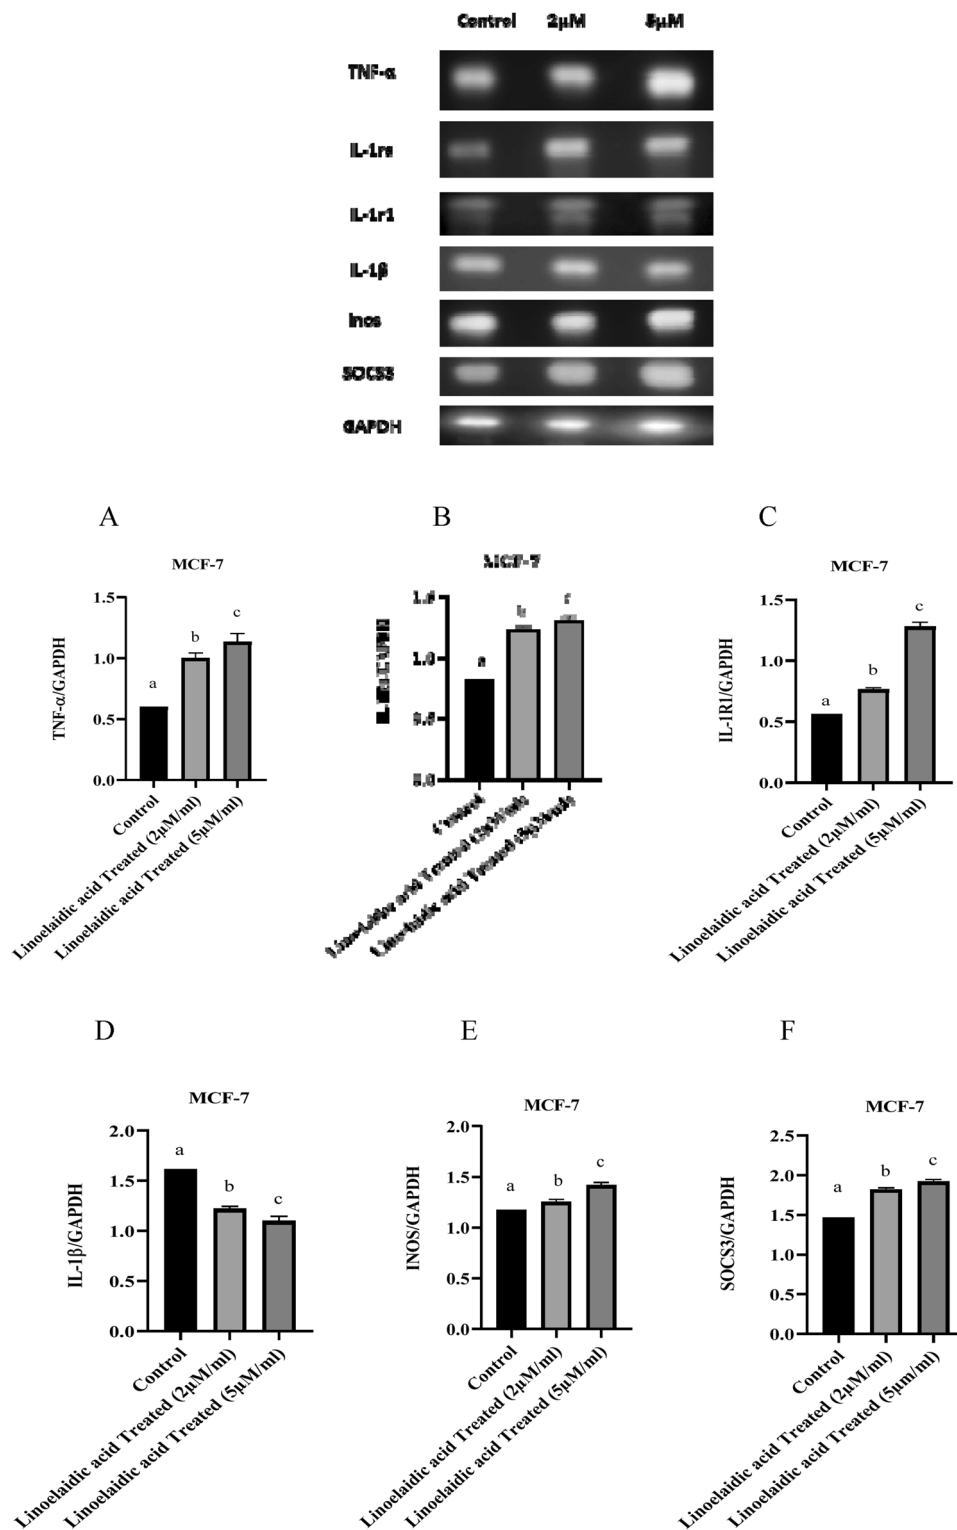 Control 2μM 5μM
TNF-α
IL-1ra
IL-1r1
IL-1β
Inos
SOCS3
GAPDH
A
MCF-7
TNF-α/GAPDH
1.5
1.0
0.5
0.0
a
b
c
Control
Linoelaidic acid Treated (2μM/ml)
Linoelaidic acid Treated (5μM/ml)
B
MCF-7
1.0
0.0
a
b
Control
C
MCF-7
IL-1R1/GAPDH
1.5
1.0
0.5
0.0
a
b
c
Control
Linoelaidic acid Treated (2μM/ml)
Linoelaidic acid Treated (5μM/ml)
D
MCF-7
IL-1β/GAPDH
2.0
1.5
1.0
0.5
0.0
a
b
c
Control
Linoelaidic acid Treated (2μM/ml)
Linoelaidic acid Treated (5μM/ml)
E
MCF-7
INOS/GAPDH
2.0
1.5
1.0
0.5
0.0
a
b
c
Control
Linoelaidic acid Treated (2μM/ml)
Linoelaidic acid Treated (5μM/ml)
F
MCF-7
SOCS3/GAPDH
2.5
2.0
1.5
1.0
0.5
0.0
a
b
c
Control
Linoelaidic acid Treated (2μM/ml)
Linoelaidic acid Treated (5μm/ml)